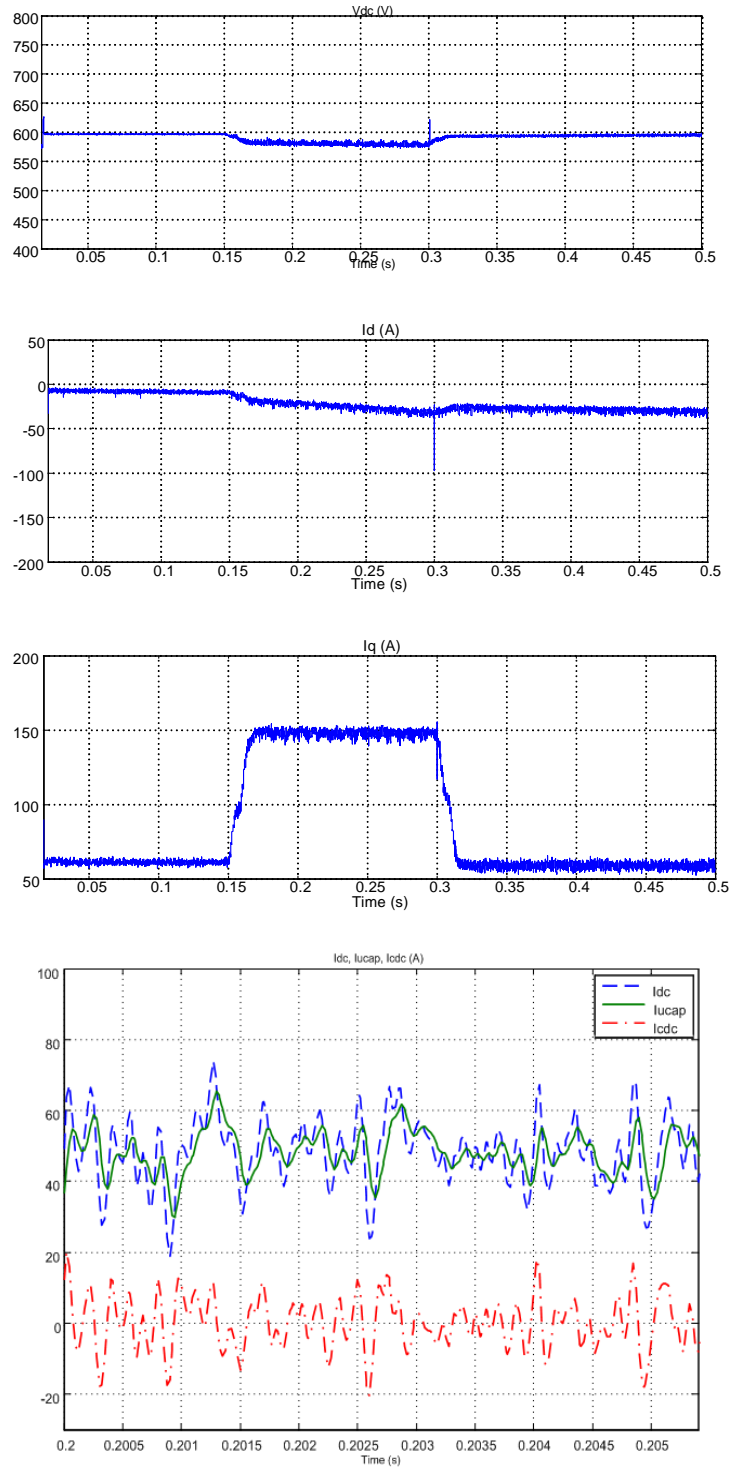 Vdc (V)
800
750
700
650
600
550
500
450
400
0.05 0.1 0.15 0.2 0.25 0.3 0.35 0.4 0.45 0.5
Time (s)
Id (A)
50
0
-50
-100
-150
-200
0.05 0.1 0.15 0.2 0.25 0.3 0.35 0.4 0.45 0.5
Time (s)
Iq (A)
200
150
100
50
0.05 0.1 0.15 0.2 0.25 0.3 0.35 0.4 0.45 0.5
Time (s)
Idc, Iucap, Icdc (A)
100
80
60
40
20
0
-20
Idc
Iucap
Icdc
0.2 0.2005 0.201 0.2015 0.202 0.2025 0.203 0.2035 0.204 0.2045 0.205
Time (s)